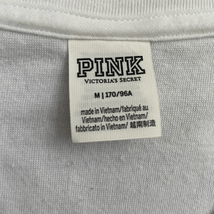 PINK
VICTORIA'S SECRET
M | 170/96A
made in Vietnam/fabriqué au
Vietnam/hecho en Vietnam/
fabbricato in Vietnam/ 越南制造